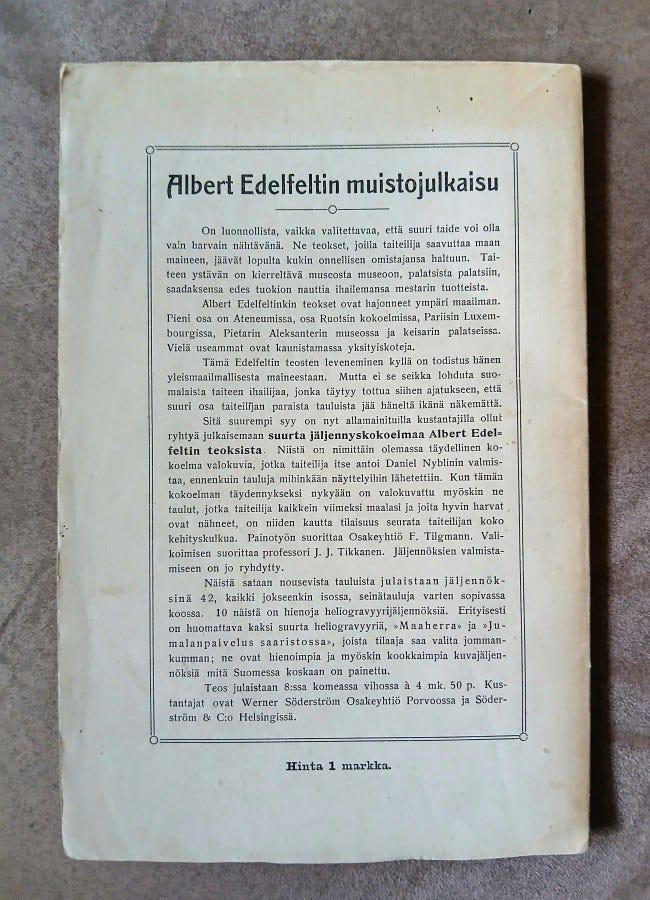 Albert Edelfeltin muistojulkaisu
On luonnollista, vaikka valitettavaa, että suuri taide voi olla
vain harvain nähtävänä. Ne teokset, joilla taiteilija saavuttaa maan
maineen, jäävät lopulta kukin onnellisen omistajansa haltuun. Tai-
teen ystävän on kierreltävä museosta museoon, palatsista palatsiin,
saadaksensa edes tuokion nauttia ihailemansa mestarin tuotteista.
Albert Edelfeltinkin teokset ovat hajonneet ympäri maailman.
Pieni osa on Ateneumissa, osa Ruotsin kokoelmissa, Pariisin Luxem-
bourgissa, Pietarin Aleksanterin museossa ja keisarin palatseissa.
Vielä useammat ovat kaunistamassa yksityiskoteja.
Tämä Edelfeltin teosten leveneminen kyllä on todistus hänen
yleismaailmallisesta maineestaan. Mutta ei se seikka lohduta suo-
malaista taiteen ihailijaa, jonka täytyy tottua siihen ajatukseen, että
suuri osa taiteilijan paraista tauluista jää häneltä ikänä näkemättä.
Sitä suurempi syy on nyt allamainituilla kustantajilla ollut
ryhtyä julkaisemaan suurta jäljennyskokoelmaa Albert Edel-
feltin teoksista. Niistä on nimittäin olemassa täydellinen ko-
koelma valokuvia, jotka taiteilija itse antoi Daniel Nyblinin valmis-
taa, ennenkuin tauluja mihinkään näyttelyihin lähetettiin. Kun tämän
kokoelman täydennykseksi nykyään on valokuvattu myöskin ne
taulut, jotka taiteilija kaikkein viimeksi maalasi ja joita hyvin harvat
ovat nähneet, on niiden kautta tilaisuus seurata taiteilijan koko
kehityskulkua. Painotyön suorittaa Osakeyhtiö F. Tilgmann. Vali-
koimisen suorittaa professori J. J. Tikkanen. Jäljennöksien valmista-
miseen on jo ryhdytty.
Näistä sataan nousevista tauluista julaistaan jäljennök-
sinä 42, kaikki jokseenkin isossa, seinätauluja varten sopivassa
koossa. 10 näistä on hienoja heliogravyyrijäljennöksiä. Erityisesti
on huomattava kaksi suurta heliogravyyriä, »Maaherra» ja »Ju-
malanpalvelus saaristossa», joista tilaaja saa valita jomman-
kumman; ne ovat hienoimpia ja myöskin kookkaimpia kuvajäljen-
nöksiä mitä Suomessa koskaan on painettu.
Teos julaistaan 8:ssa komeassa vihossa à 4 mk. 50 p. Kus-
tantajat ovat Werner Söderström Osakeyhtiö Porvoossa ja Söder-
ström & C:o Helsingissä.
Hinta 1 markka.